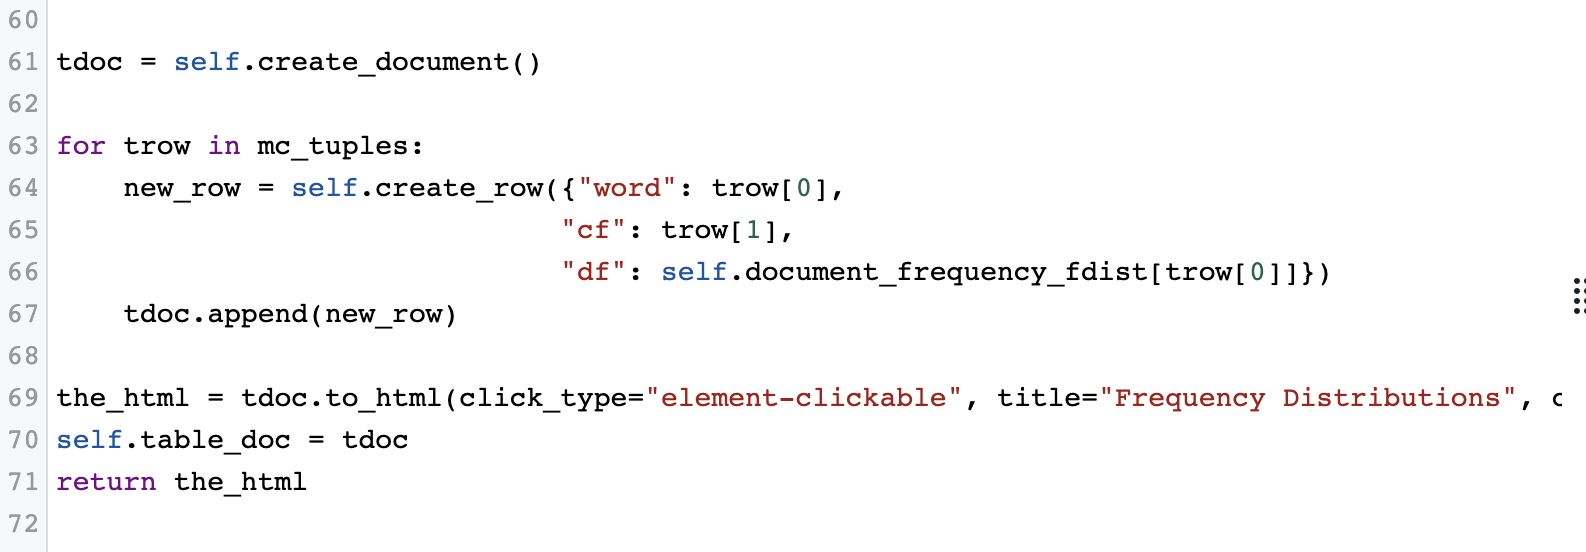 60
61 tdoc = self.create_document()
62
63 for trow in mc_tuples:
64     new_row = self.create_row({"word": trow[0],
65                               "cf": trow[1],
66                               "df": self.document_frequency_fdist[trow[0]]})
67     tdoc.append(new_row)
68
69 the_html = tdoc.to_html(click_type="element-clickable", title="Frequency Distributions", c
70 self.table_doc = tdoc
71 return the_html
72